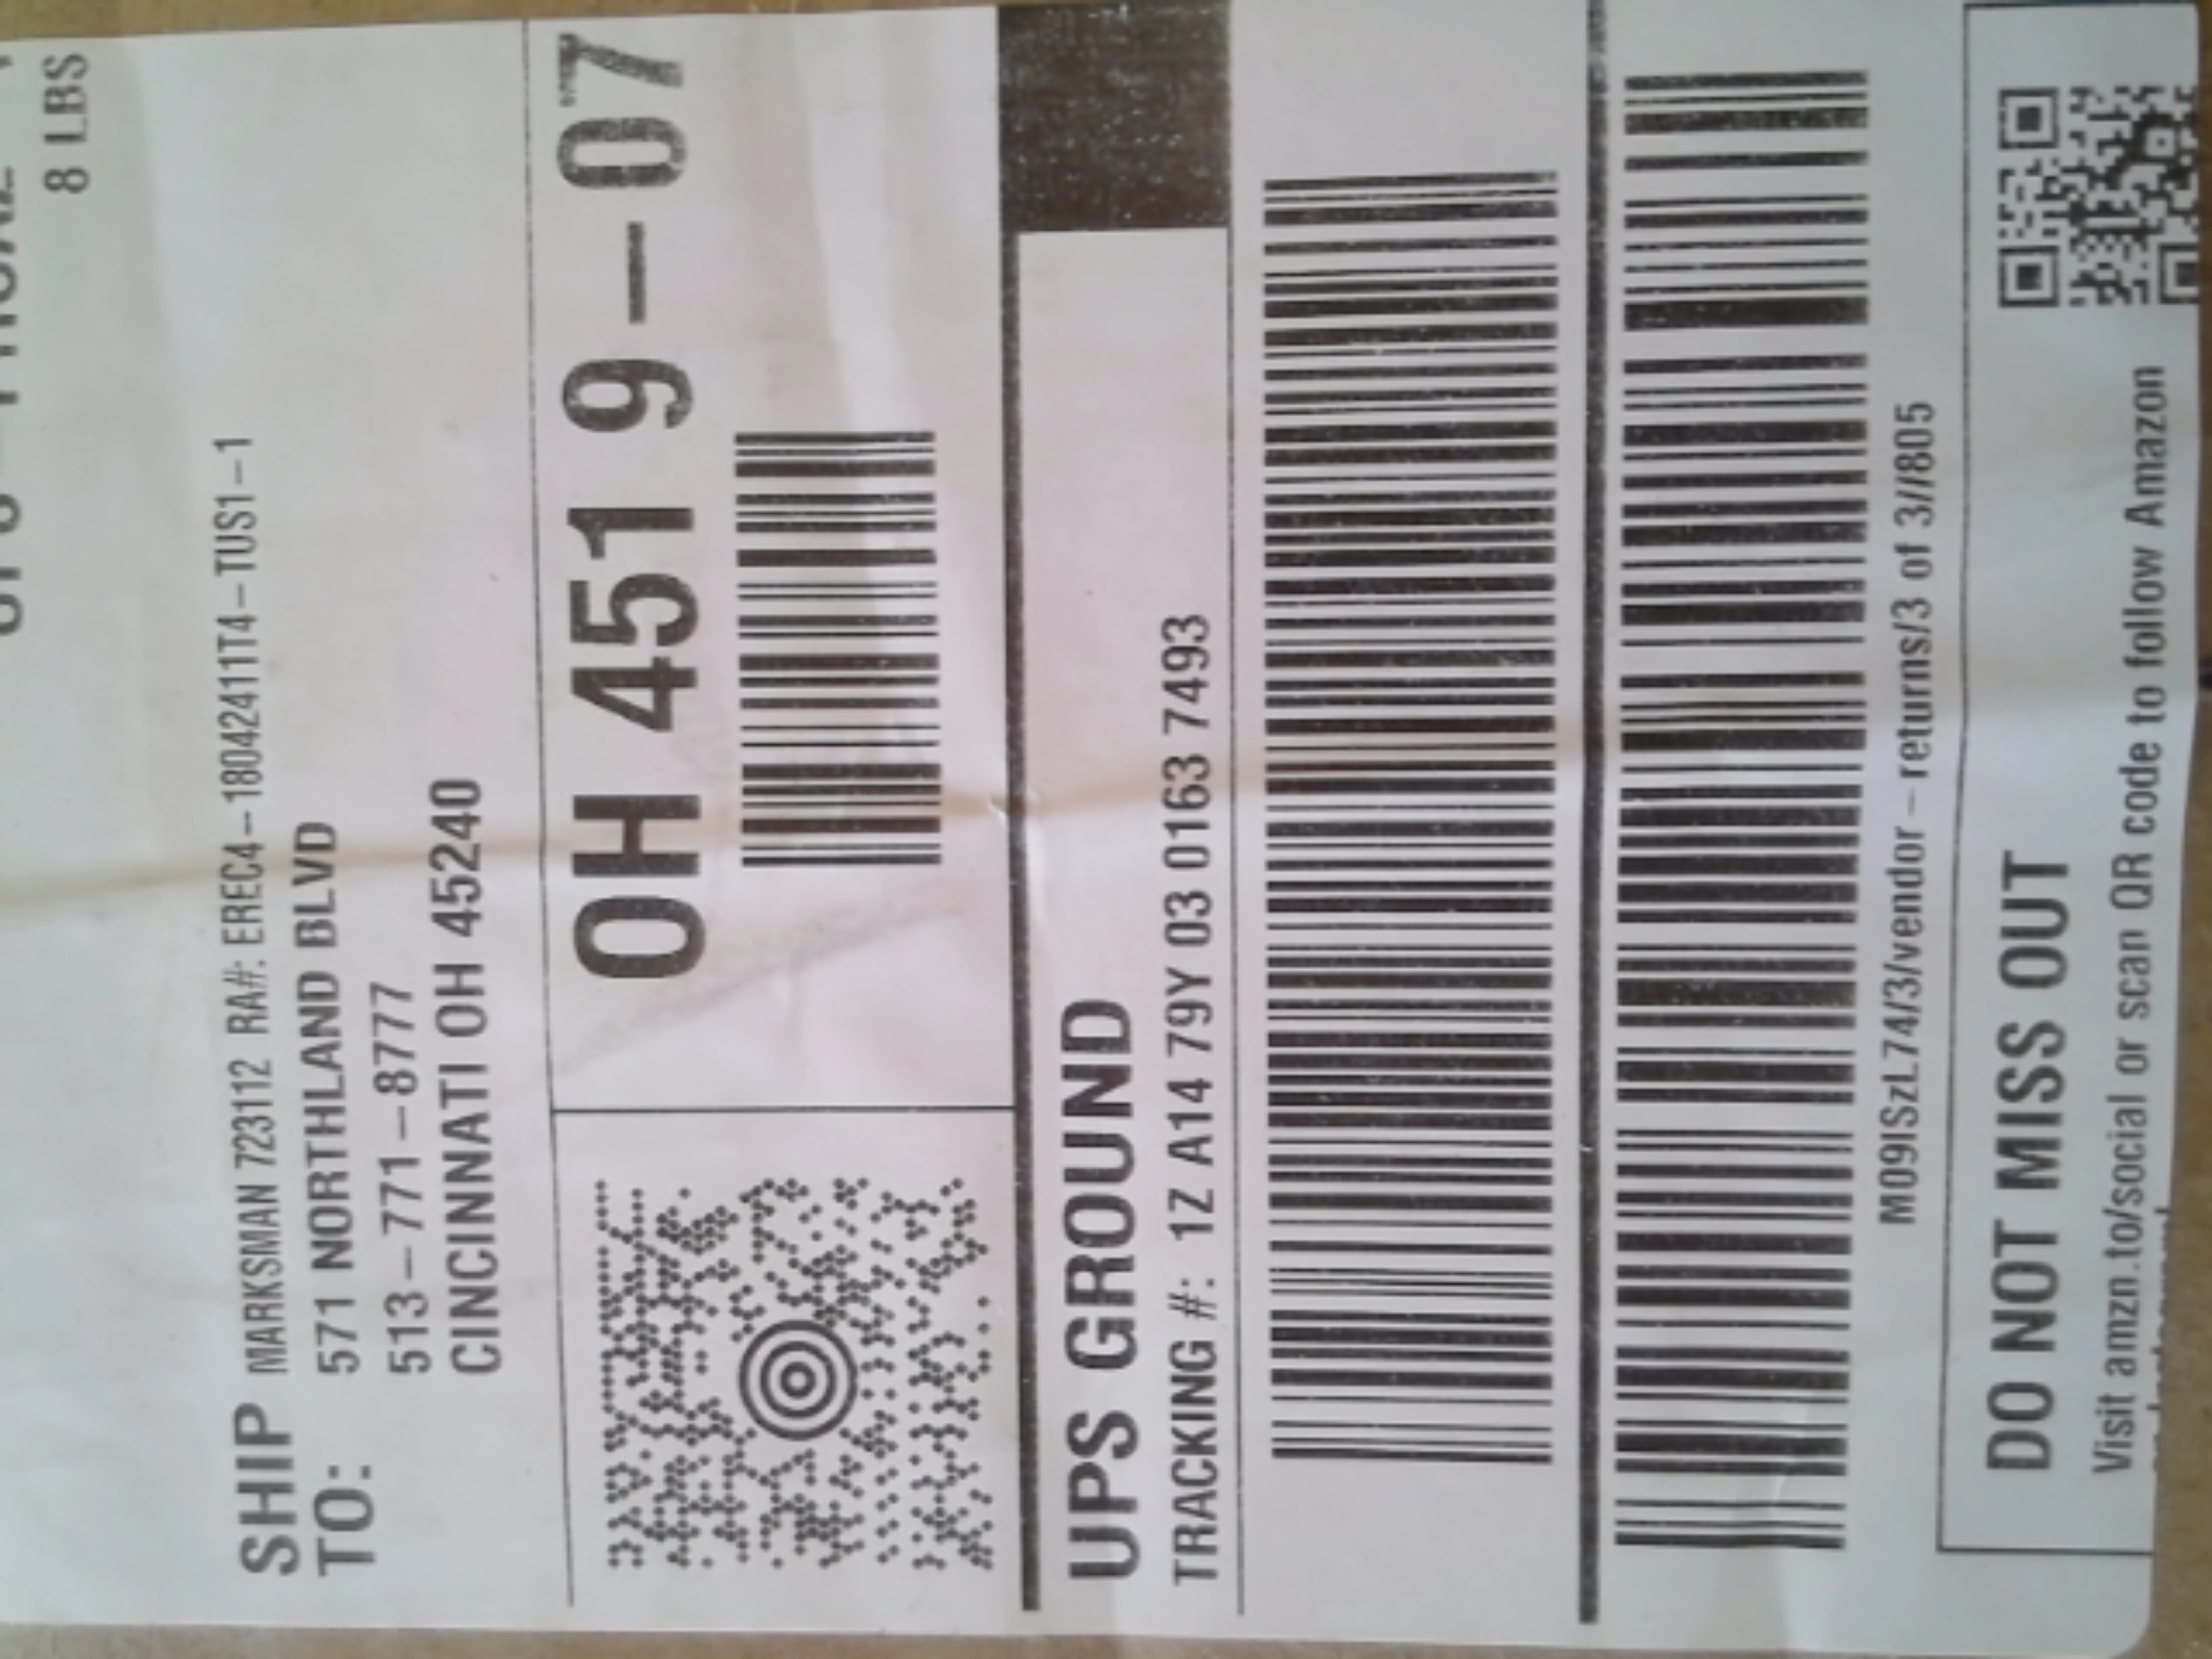 8 LBS
SHIP TO:
MARKSMAN 723112 RA#: EREC4-18042411T4-TUS1-1
571 NORTHLAND BLVD
513-771-8777
CINCINNATI OH 45240
OH 451 9-07
UPS GROUND
TRACKING #: 1Z A14 79Y 03 0163 7493
M09ISzL74/3/vendor-returns/3 of 3//805
DO NOT MISS OUT
Visit amzn.to/social or scan QR code to follow Amazon